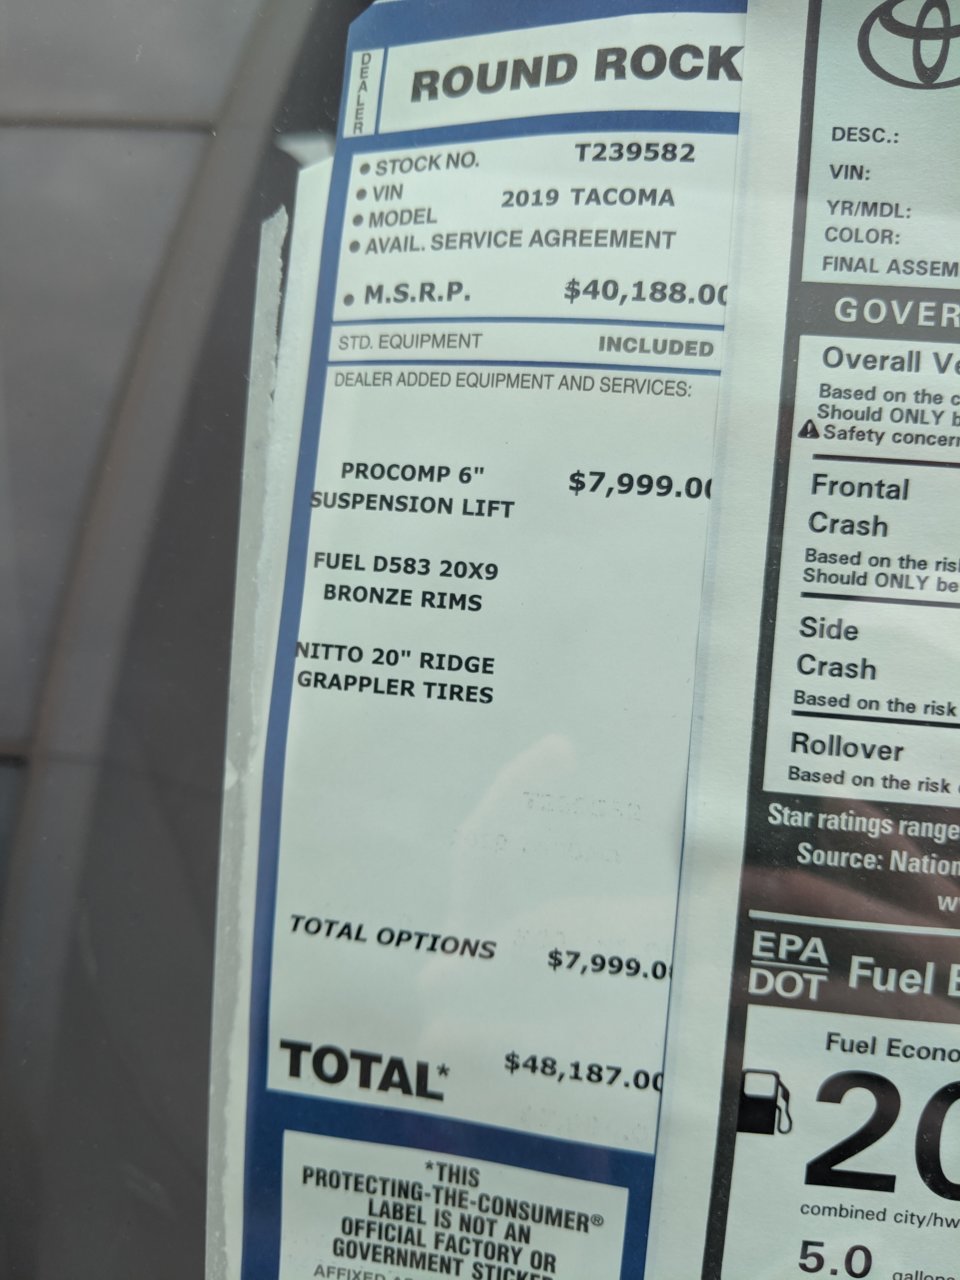 DEALER
ROUND ROCK
STOCK NO. T239582
VIN
MODEL 2019 TACOMA
AVAIL. SERVICE AGREEMENT
M.S.R.P. $40,188.00
STD. EQUIPMENT INCLUDED
DEALER ADDED EQUIPMENT AND SERVICES:
PROCOMP 6" $7,999.00
SUSPENSION LIFT
FUEL D583 20X9
BRONZE RIMS
NITTO 20" RIDGE
GRAPPLER TIRES
TOTAL OPTIONS $7,999.0
TOTAL* $48,187.00
*THIS
PROTECTING-THE-CONSUMER®
LABEL IS NOT AN
OFFICIAL FACTORY OR
GOVERNMENT STICKER
AFFIXED
DESC.:
VIN:
YR/MDL:
COLOR:
FINAL ASSEM
GOVER
Overall Ve
Based on the c
Should ONLY b
Safety concern
Frontal
Crash
Based on the ris
Should ONLY be
Side
Crash
Based on the risk
Rollover
Based on the risk
Star ratings range
Source: Nation
w
EPA
DOT Fuel E
Fuel Econo
20
combined city/hw
5.0 gallons